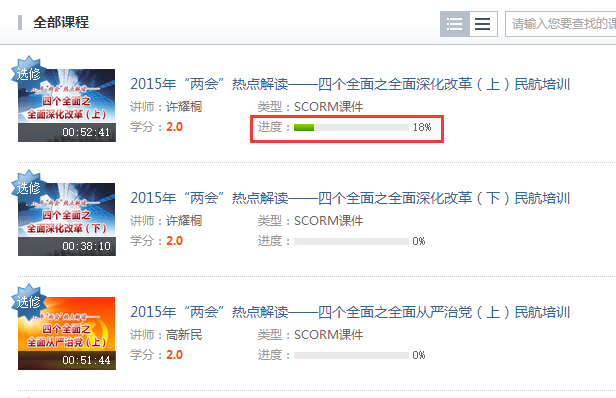 全部课程
请输入您要查找的课
选修
2015年“两会”热点解读——四个全面之全面深化改革（上）民航培训
讲师：许耀桐 类型：SCORM课件
学分：2.0 进度： 18%
四个全面之
全面深化改革（上）
00:52:41
选修
2015年“两会”热点解读——四个全面之全面深化改革（下）民航培训
讲师：许耀桐 类型：SCORM课件
学分：2.0 进度： 0%
四个全面之
全面深化改革（下）
00:38:10
选修
2015年“两会”热点解读——四个全面之全面从严治党（上）民航培训
讲师：高新民 类型：SCORM课件
学分：2.0 进度： 0%
四个全面之
全面从严治党（上）
00:51:44